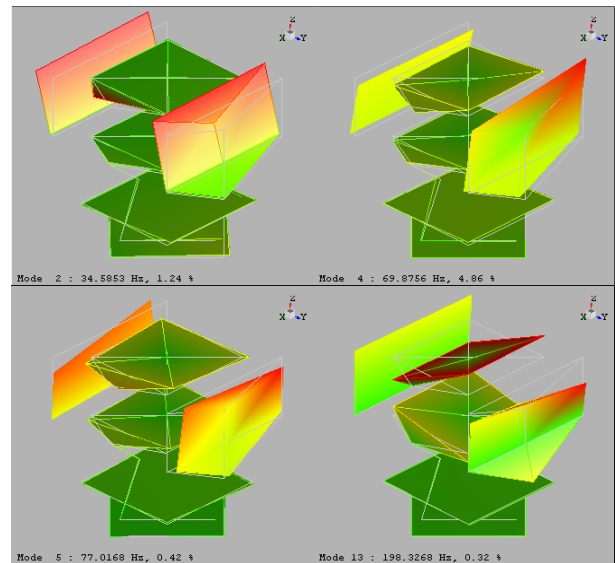 Z
X Y
Z
X Y
Mode 2 : 34.5853 Hz, 1.24 %
Mode 4 : 69.8756 Hz, 4.86 %
Z
X Y
Z
X Y
Mode 5 : 77.0168 Hz, 0.42 %
Mode 13 : 198.3268 Hz, 0.32 %